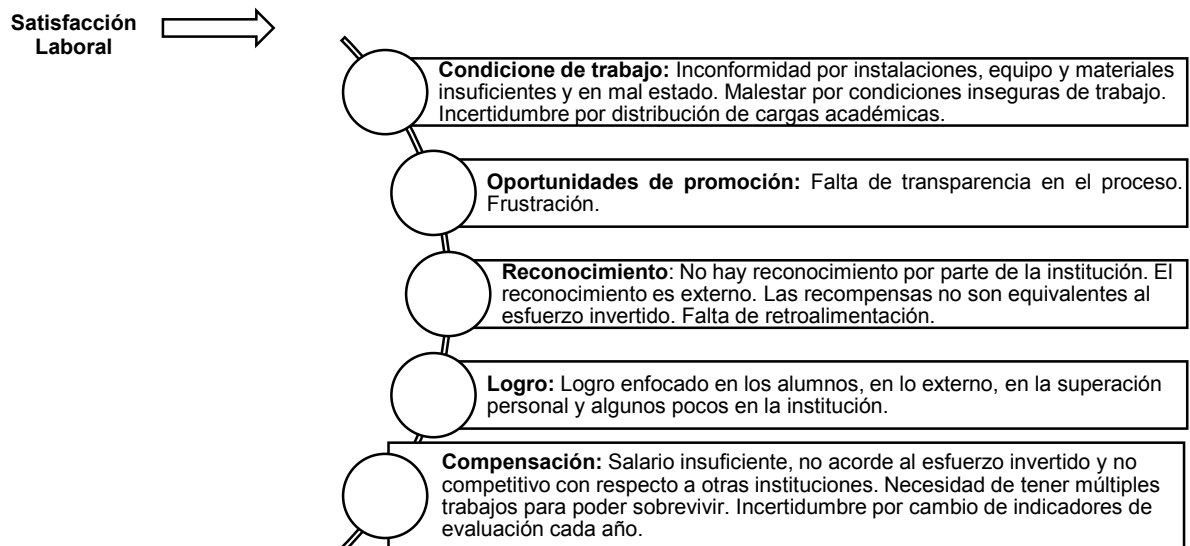 Satisfacción
Laboral
Condicione de trabajo: Inconformidad por instalaciones, equipo y materiales
insuficientes y en mal estado. Malestar por condiciones inseguras de trabajo.
Incertidumbre por distribución de cargas académicas.
Oportunidades de promoción: Falta de transparencia en el proceso.
Frustración.
Reconocimiento: No hay reconocimiento por parte de la institución. El
reconocimiento es externo. Las recompensas no son equivalentes al
esfuerzo invertido. Falta de retroalimentación.
Logro: Logro enfocado en los alumnos, en lo externo, en la superación
personal y algunos pocos en la institución.
Compensación: Salario insuficiente, no acorde al esfuerzo invertido y no
competitivo con respecto a otras instituciones. Necesidad de tener múltiples
trabajos para poder sobrevivir. Incertidumbre por cambio de indicadores de
evaluación cada año.